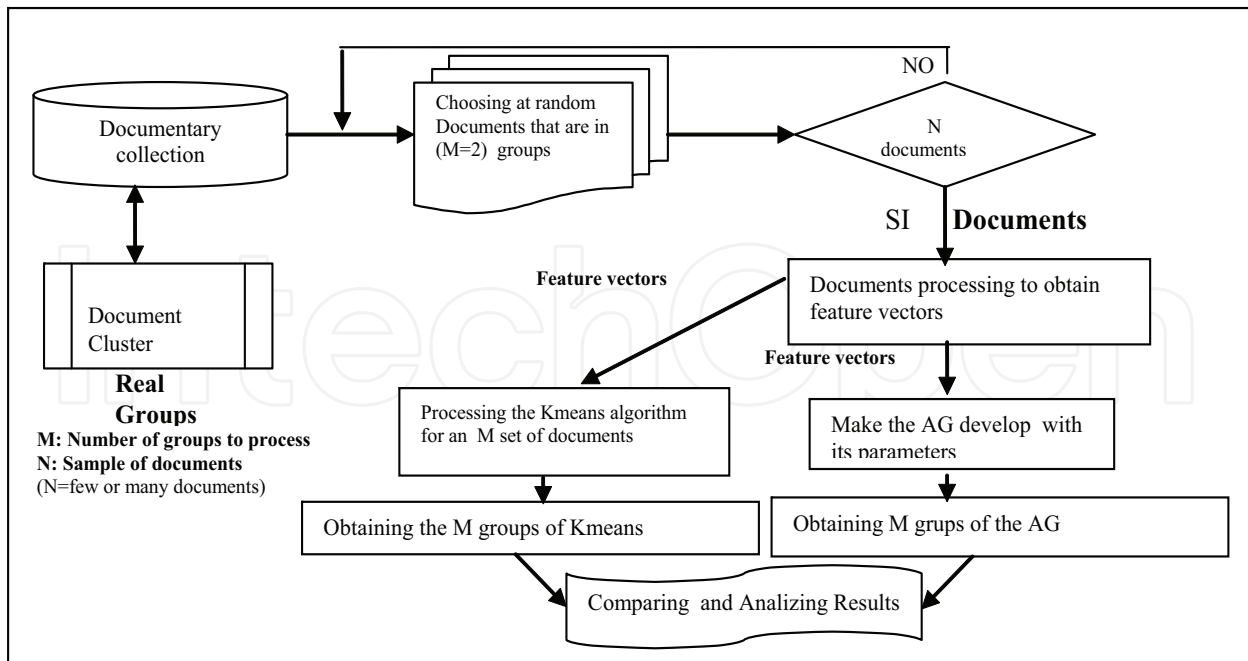 NO
Documentary
collection
Choosing at random
Documents that are in
(M=2) groups
N
documents
SI
Documents
Document
Cluster
Real
Groups
M: Number of groups to process
N: Sample of documents
(N=few or many documents)
Feature vectors
Documents processing to obtain
feature vectors
Feature vectors
Processing the Kmeans algorithm
for an M set of documents
Make the AG develop with
its parameters
Obtaining the M groups of Kmeans
Obtaining M grups of the AG
Comparing and Analizing Results
IntechOpen